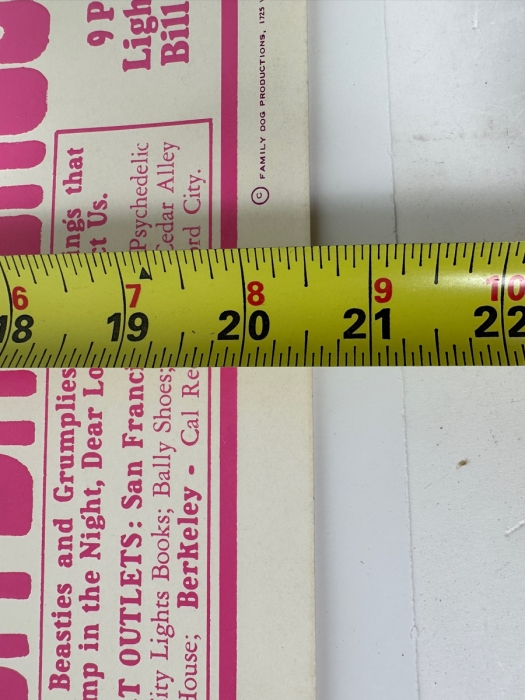 9 P
Ligh
Bill
© FAMILY DOG PRODUCTIONS, 1725
ngs that
t Us.
Psychedelic
edar Alley
rd City.
6 7 8 9 10
18 19 20 21 22
Beasties and Grumplies
mp in the Night, Dear Lo
T OUTLETS: San Franc
ity Lights Books; Bally Shoes;
House; Berkeley - Cal Re